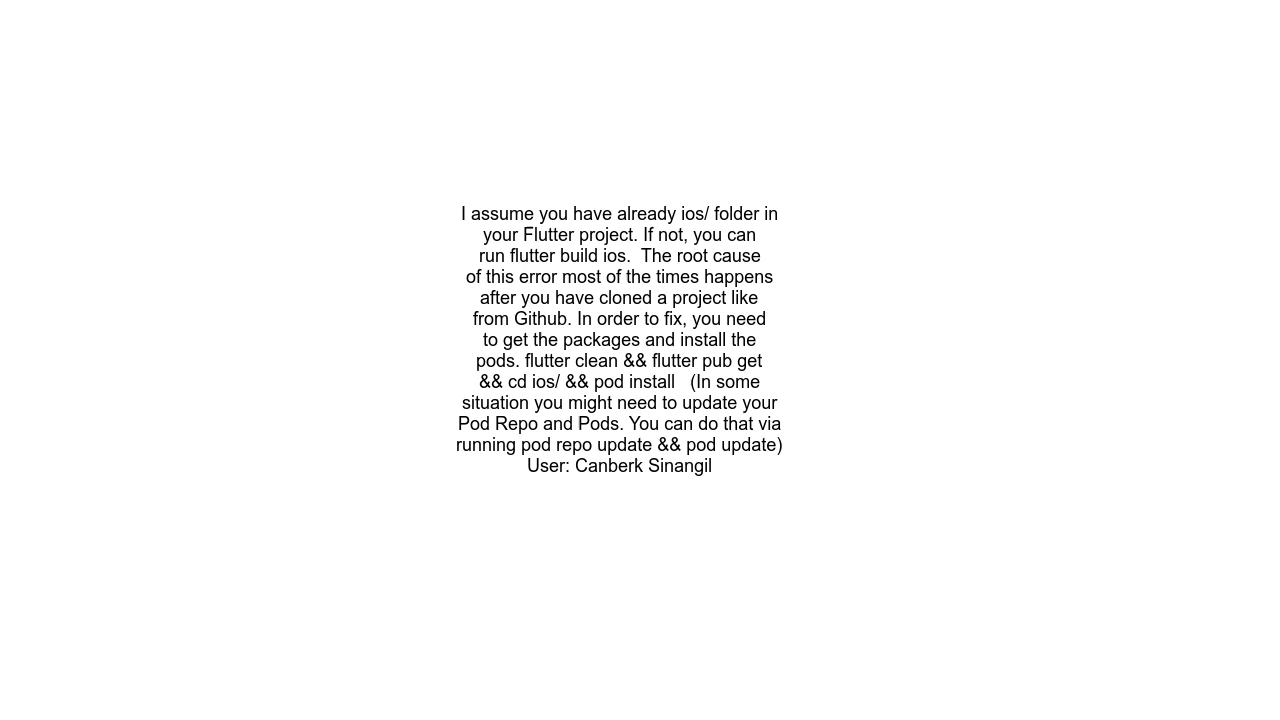 I assume you have already ios/ folder in
your Flutter project. If not, you can
run flutter build ios.  The root cause
of this error most of the times happens
after you have cloned a project like
from Github. In order to fix, you need
to get the packages and install the
pods. flutter clean && flutter pub get
&& cd ios/ && pod install   (In some
situation you might need to update your
Pod Repo and Pods. You can do that via
running pod repo update && pod update)
User: Canberk Sinangil